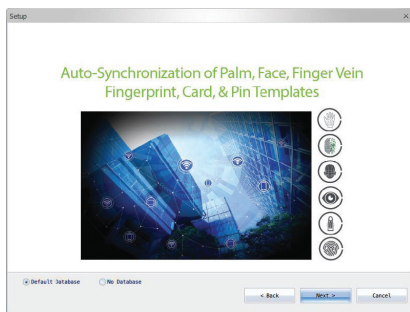 Setup
Auto-Synchronization of Palm, Face, Finger Vein
Fingerprint, Card, & Pin Templates
Default Database
No Database
< Back
Next >
Cancel